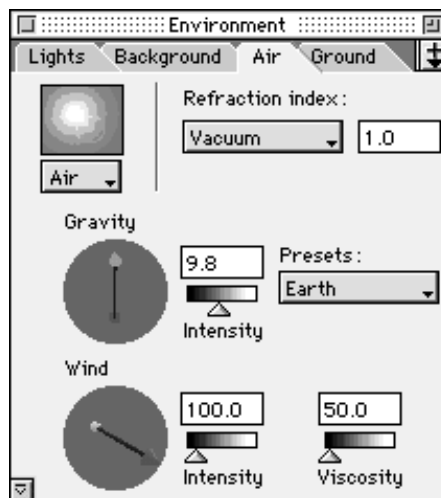 Environment
Lights Background Air Ground
Refraction index:
Vacuum 1.0
Air
Gravity
9.8
Intensity
Presets:
Earth
Wind
100.0
Intensity
50.0
Viscosity